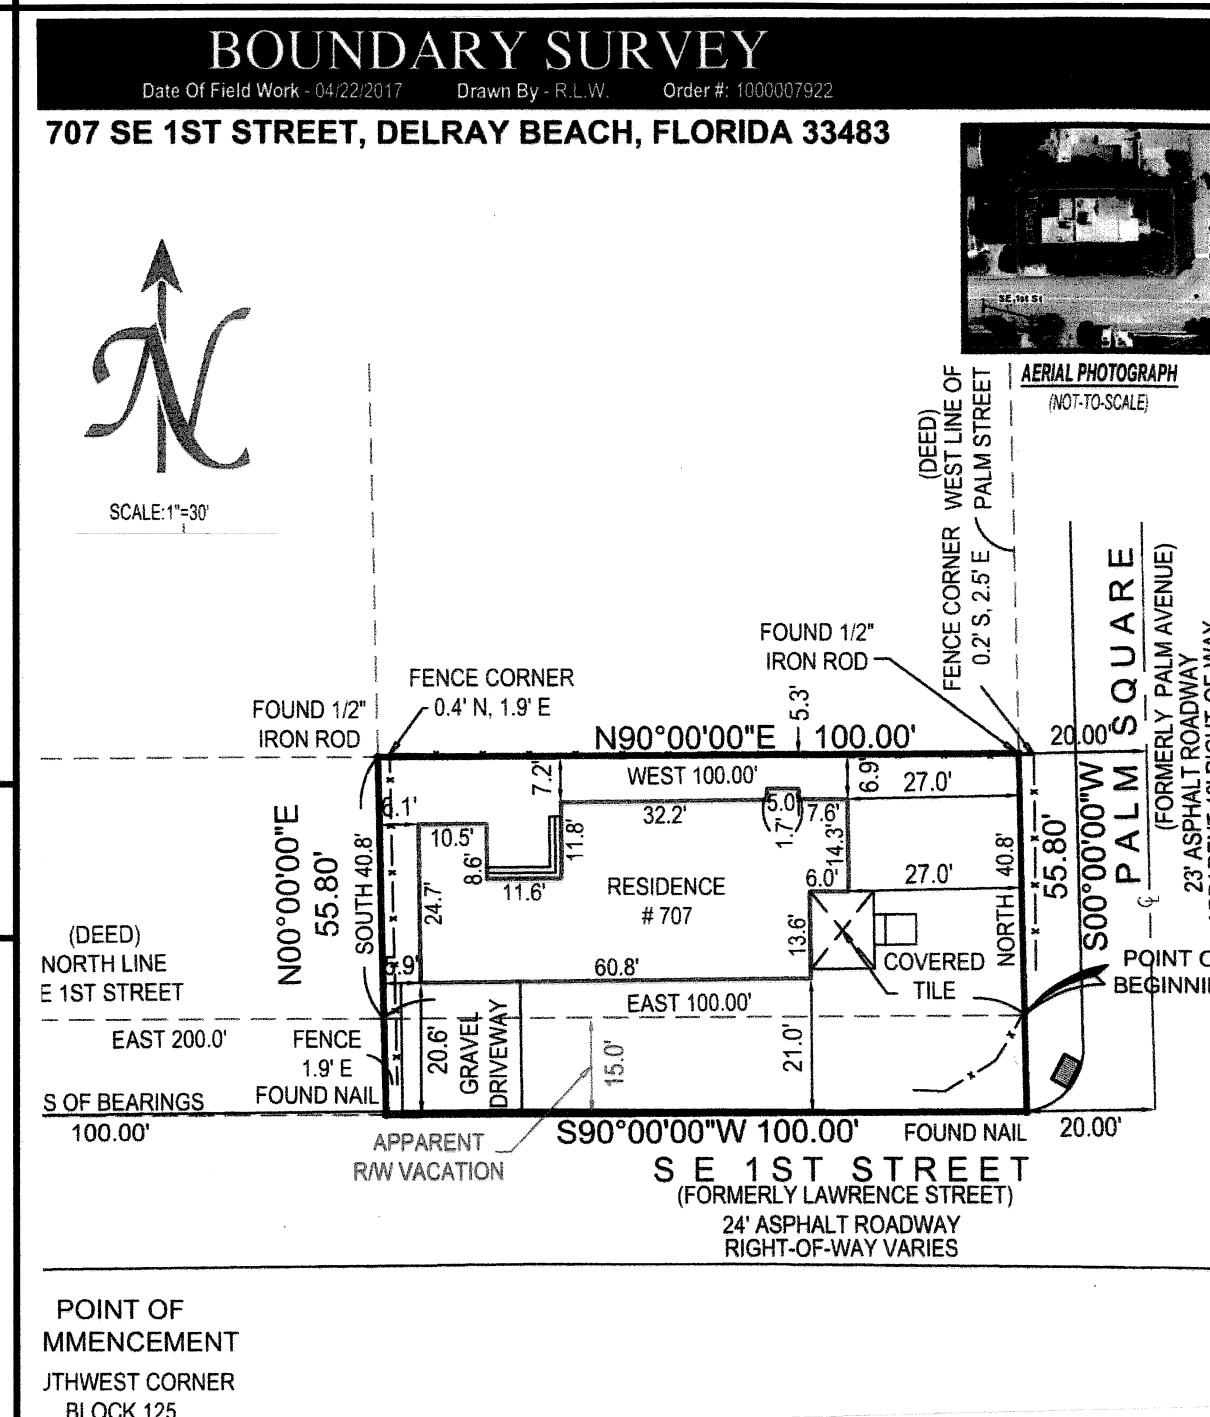 BOUNDARY SURVEY
Date Of Field Work - 04/22/2017 Drawn By - R.L.W. Order #: 1000007922
707 SE 1ST STREET, DELRAY BEACH, FLORIDA 33483
SE 1st St
AERIAL PHOTOGRAPH
(NOT-TO-SCALE)
N
SCALE:1"=30'
(DEED)
WEST LINE OF
PALM STREET
FENCE CORNER
0.2' S, 2.5' E
FOUND 1/2"
IRON ROD
FENCE CORNER
0.4' N, 1.9' E
FOUND 1/2"
IRON ROD
5.3'
N90°00'00"E 100.00'
20.00'
WEST 100.00'
7.2'
6.9'
27.0'
6.1'
10.5'
8.6'
11.6'
11.8'
32.2'
5.0'
1.7'
7.6'
14.3'
6.0'
27.0'
24.7'
RESIDENCE
# 707
13.6'
60.8'
COVERED
TILE
N00°00'00"E
55.80'
SOUTH 40.8'
NORTH 40.8'
55.80'
S00°00'00"W
PALM SQUARE
(FORMERLY PALM AVENUE)
23' ASPHALT ROADWAY
(DEED)
NORTH LINE
E 1ST STREET
EAST 200.0'
5.9'
EAST 100.00'
POINT O
BEGINNI
FENCE
1.9' E
FOUND NAIL
20.6'
GRAVEL
DRIVEWAY
15.0'
21.0'
S OF BEARINGS
100.00'
APPARENT
R/W VACATION
S90°00'00"W 100.00'
FOUND NAIL
20.00'
SE 1ST STREET
(FORMERLY LAWRENCE STREET)
24' ASPHALT ROADWAY
RIGHT-OF-WAY VARIES
POINT OF
MMENCEMENT
JTHWEST CORNER
BLOCK 125